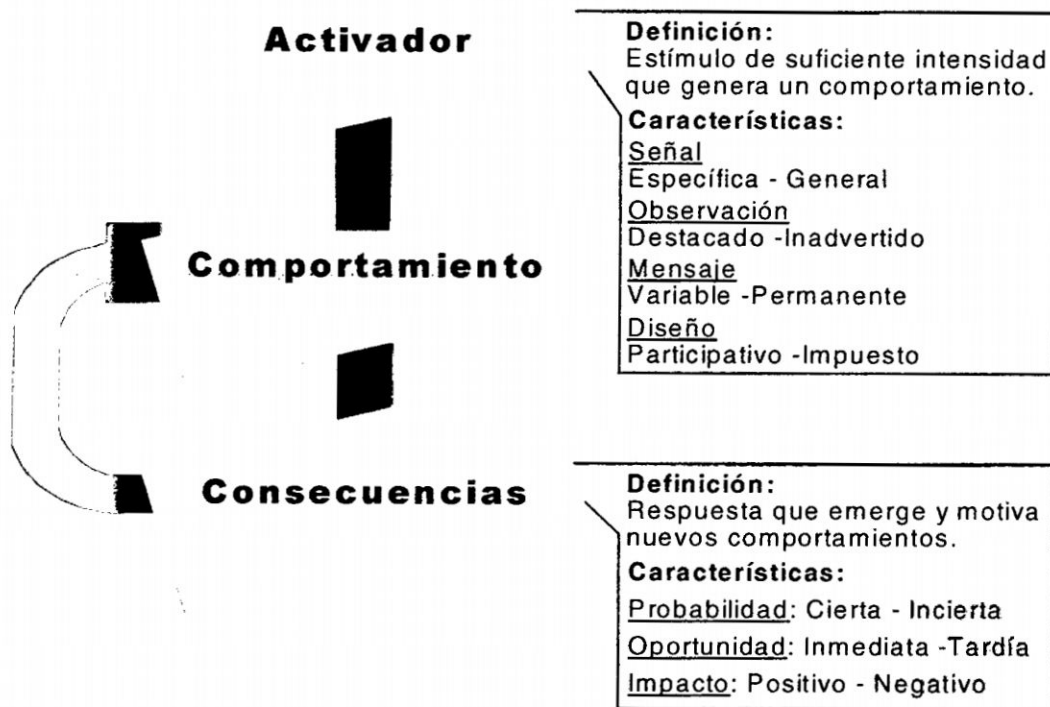 Activador
Definición:
Estímulo de suficiente intensidad
que genera un comportamiento.
Características:
Señal
Específica - General
Observación
Destacado -Inadvertido
Mensaje
Variable -Permanente
Diseño
Participativo -Impuesto
Comportamiento
Consecuencias
Definición:
Respuesta que emerge y motiva
nuevos comportamientos.
Características:
Probabilidad: Cierta - Incierta
Oportunidad: Inmediata -Tardía
Impacto: Positivo - Negativo